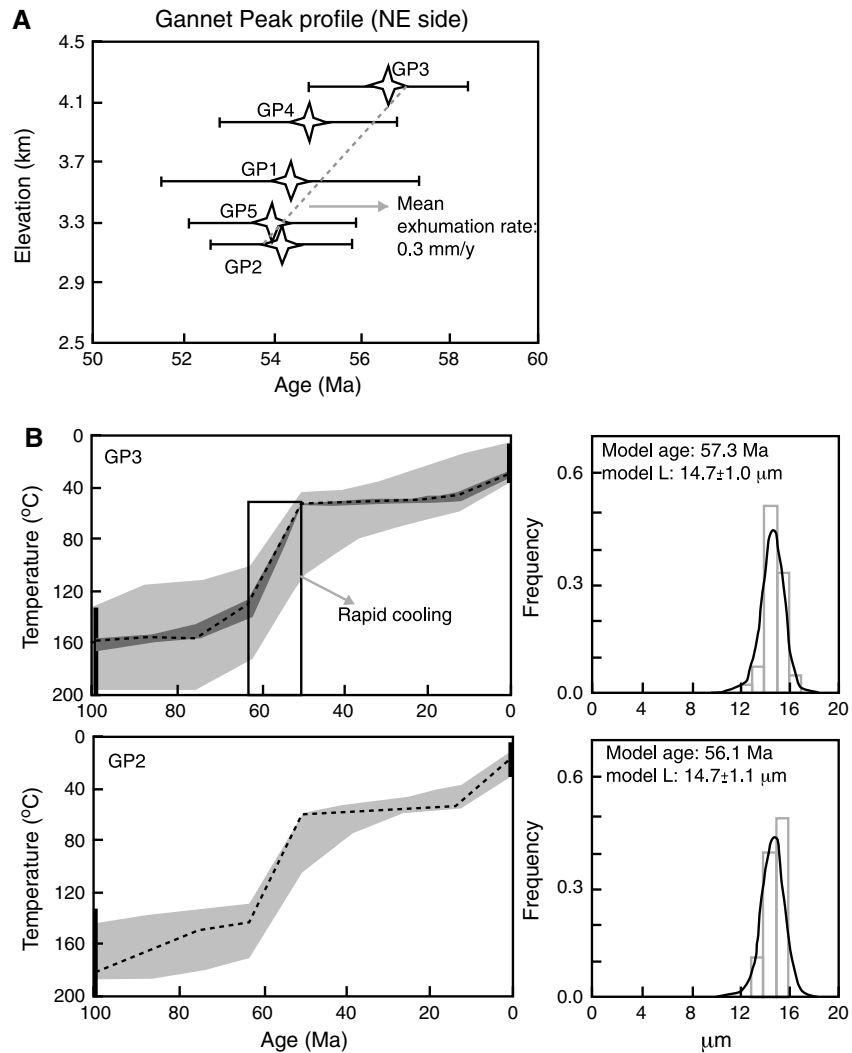 A
Gannet Peak profile (NE side)
4.5
4.1
3.7
3.3
2.9
2.5
Elevation (km)
GP3
GP4
GP1
GP5
GP2
Mean
exhumation rate:
0.3 mm/y
50
52
54
56
58
60
Age (Ma)
B
GP3
0
40
80
120
160
200
Temperature (°C)
Rapid cooling
100
80
60
40
20
0
Model age: 57.3 Ma
model L: 14.7±1.0 μm
0.6
0.3
0.0
Frequency
0
4
8
12
16
20
GP2
0
40
80
120
160
200
Temperature (°C)
100
80
60
40
20
0
Age (Ma)
Model age: 56.1 Ma
model L: 14.7±1.1 μm
0.6
0.3
0.0
Frequency
0
4
8
12
16
20
μm